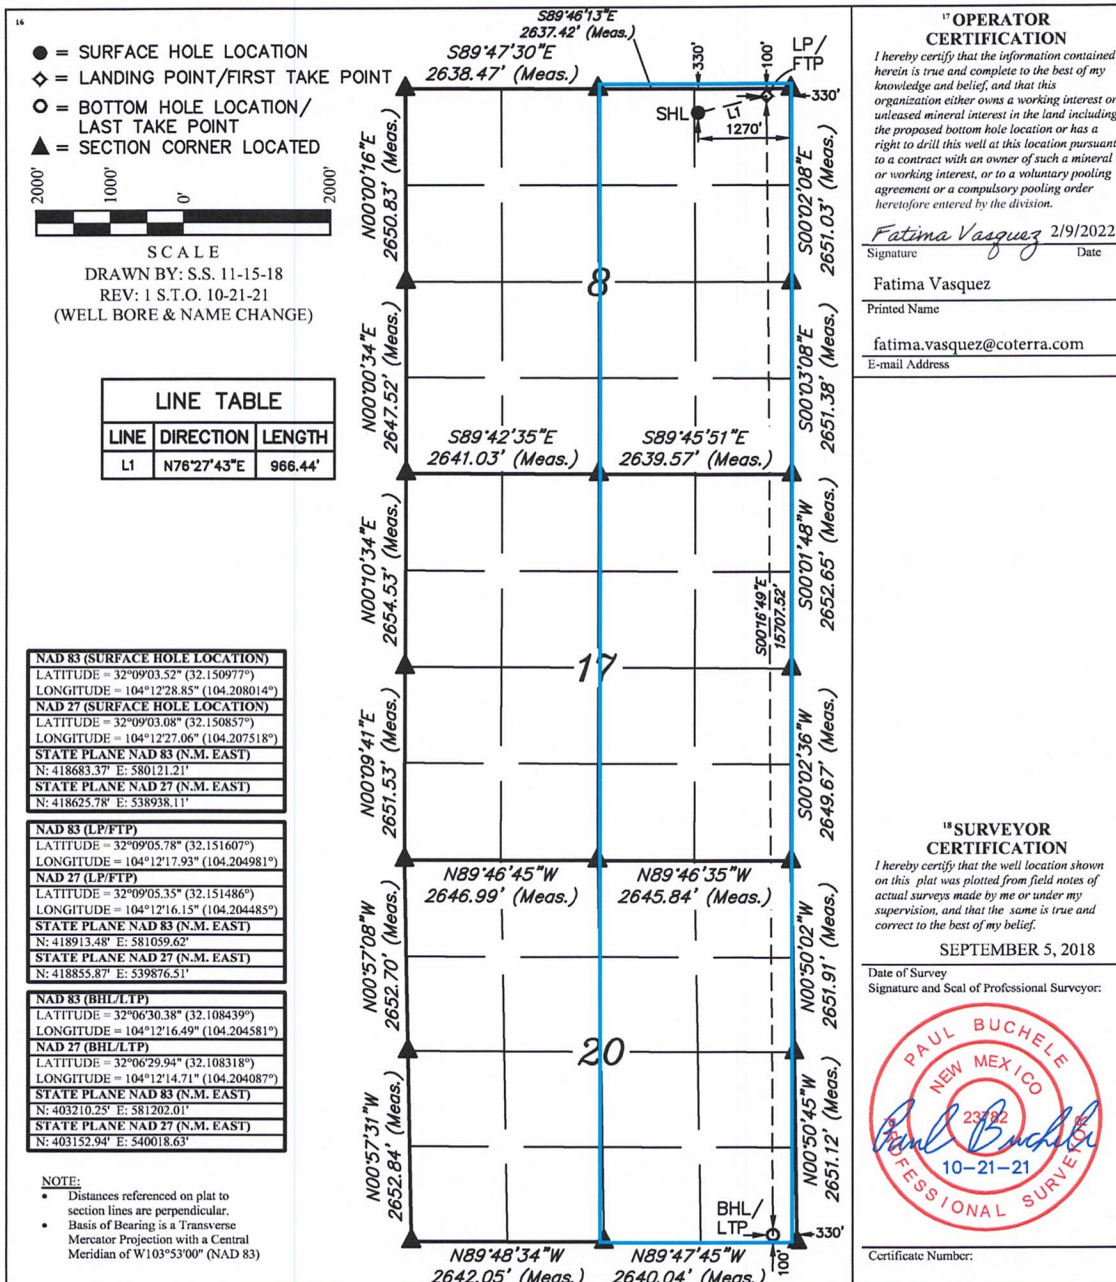 16
● = SURFACE HOLE LOCATION
◇ = LANDING POINT/FIRST TAKE POINT
○ = BOTTOM HOLE LOCATION/
LAST TAKE POINT
▲ = SECTION CORNER LOCATED
2000'
1000'
0'
2000'
SCALE
DRAWN BY: S.S. 11-15-18
REV: 1 S.T.O. 10-21-21
(WELL BORE & NAME CHANGE)
LINE TABLE
LINE DIRECTION LENGTH
L1 N76°27'43"E 966.44'
NAD 83 (SURFACE HOLE LOCATION)
LATITUDE = 32°09'03.52" (32.150977°)
LONGITUDE = 104°12'28.85" (104.208014°)
NAD 27 (SURFACE HOLE LOCATION)
LATITUDE = 32°09'03.08" (32.150857°)
LONGITUDE = 104°12'27.06" (104.207518°)
STATE PLANE NAD 83 (N.M. EAST)
N: 418683.37' E: 580121.21'
STATE PLANE NAD 27 (N.M. EAST)
N: 418625.78' E: 538938.11'
NAD 83 (LP/FTP)
LATITUDE = 32°09'05.78" (32.151607°)
LONGITUDE = 104°12'17.93" (104.204981°)
NAD 27 (LP/FTP)
LATITUDE = 32°09'05.35" (32.151486°)
LONGITUDE = 104°12'16.15" (104.204485°)
STATE PLANE NAD 83 (N.M. EAST)
N: 418913.48' E: 581059.62'
STATE PLANE NAD 27 (N.M. EAST)
N: 418855.87' E: 539876.51'
NAD 83 (BHL/LTP)
LATITUDE = 32°06'30.38" (32.108439°)
LONGITUDE = 104°12'16.49" (104.204581°)
NAD 27 (BHL/LTP)
LATITUDE = 32°06'29.94" (32.108318°)
LONGITUDE = 104°12'14.71" (104.204087°)
STATE PLANE NAD 83 (N.M. EAST)
N: 403210.25' E: 581202.01'
STATE PLANE NAD 27 (N.M. EAST)
N: 403152.94' E: 540018.63'
NOTE:
• Distances referenced on plat to
section lines are perpendicular.
• Basis of Bearing is a Transverse
Mercator Projection with a Central
Meridian of W103°53'00" (NAD 83)
S89°46'13"E
2637.42' (Meas.)
S89°47'30"E
2638.47' (Meas.)
330'
100'
LP/
FTP
330'
SHL
L1
1270'
N00°00'16"E
2650.83' (Meas.)
S00°02'08"E
2651.03' (Meas.)
8
N00°00'34"E
2647.52' (Meas.)
S00°03'08"E
2651.38' (Meas.)
S89°42'35"E
2641.03' (Meas.)
S89°45'51"E
2639.57' (Meas.)
N00°10'34"E
2654.53' (Meas.)
S00°16'49"E
15707.52'
S00°01'48"W
2652.65' (Meas.)
17
N00°09'41"E
2651.53' (Meas.)
S00°02'36"W
2649.67' (Meas.)
N89°46'45"W
2646.99' (Meas.)
N89°46'35"W
2645.84' (Meas.)
N00°57'08"W
2652.70' (Meas.)
N00°50'02"W
2651.91' (Meas.)
20
N00°57'31"W
2652.84' (Meas.)
N00°50'45"W
2651.12' (Meas.)
BHL/
LTP
330'
100'
N89°48'34"W
2642.05' (Meas.)
N89°47'45"W
2640.04' (Meas.)
17 OPERATOR
CERTIFICATION
I hereby certify that the information contained
herein is true and complete to the best of my
knowledge and belief, and that this
organization either owns a working interest or
unleased mineral interest in the land including
the proposed bottom hole location or has a
right to drill this well at this location pursuant
to a contract with an owner of such a mineral
or working interest, or to a voluntary pooling
agreement or a compulsory pooling order
heretofore entered by the division.
Fatima Vasquez 2/9/2022
Signature Date
Fatima Vasquez
Printed Name
fatima.vasquez@coterra.com
E-mail Address
18 SURVEYOR
CERTIFICATION
I hereby certify that the well location shown
on this plat was plotted from field notes of
actual surveys made by me or under my
supervision, and that the same is true and
correct to the best of my belief.
SEPTEMBER 5, 2018
Date of Survey
Signature and Seal of Professional Surveyor:
PAUL BUCHELE
NEW MEXICO
23782
Paul Buchele
10-21-21
PROFESSIONAL SURVEYOR
Certificate Number: